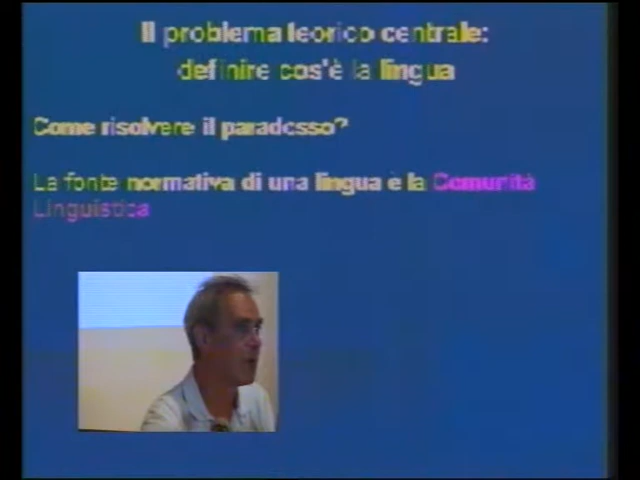 Il problema teorico centrale:
definire cos'è la lingua
Come risolvere il paradosso?
La fonte normativa di una lingua è la Comunità
Linguistica